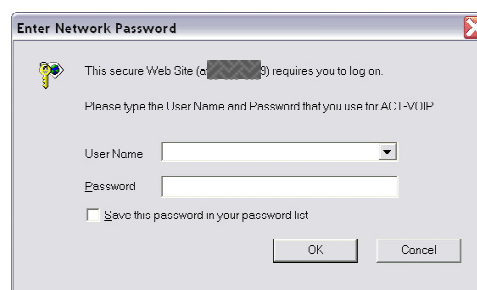 Enter Network Password
This secure Web Site ( 9) requires you to log on.
Please type the User Name and Password that you use for ACT-VOIP
User Name
Password
Save this password in your password list
OK Cancel